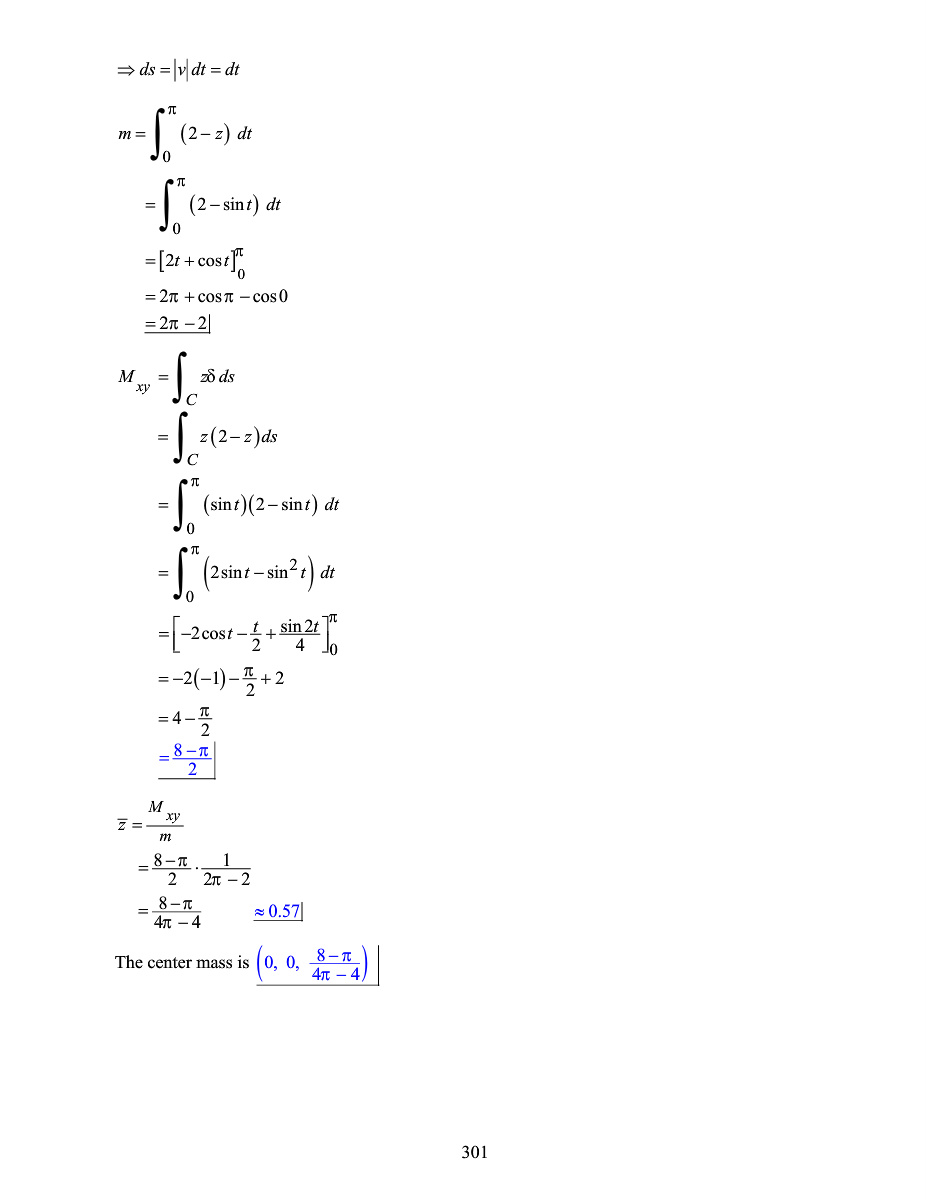 ⇒ ds = |v| dt = dt
m = ∫₀^π (2 − z) dt
= ∫₀^π (2 − sin t) dt
= [2t + cos t]₀^π
= 2π + cos π − cos 0
= 2π − 2|
M_xy = ∫_C zδ ds
= ∫_C z(2 − z) ds
= ∫₀^π (sin t)(2 − sin t) dt
= ∫₀^π (2 sin t − sin² t) dt
= [−2 cos t − t/2 + sin 2t/4]₀^π
= −2(−1) − π/2 + 2
= 4 − π/2
= (8 − π)/2|
z̅ = M_xy/m
= (8 − π)/2 · 1/(2π − 2)
= (8 − π)/(4π − 4) ≈ 0.57|
The center mass is (0, 0, (8 − π)/(4π − 4))|
301